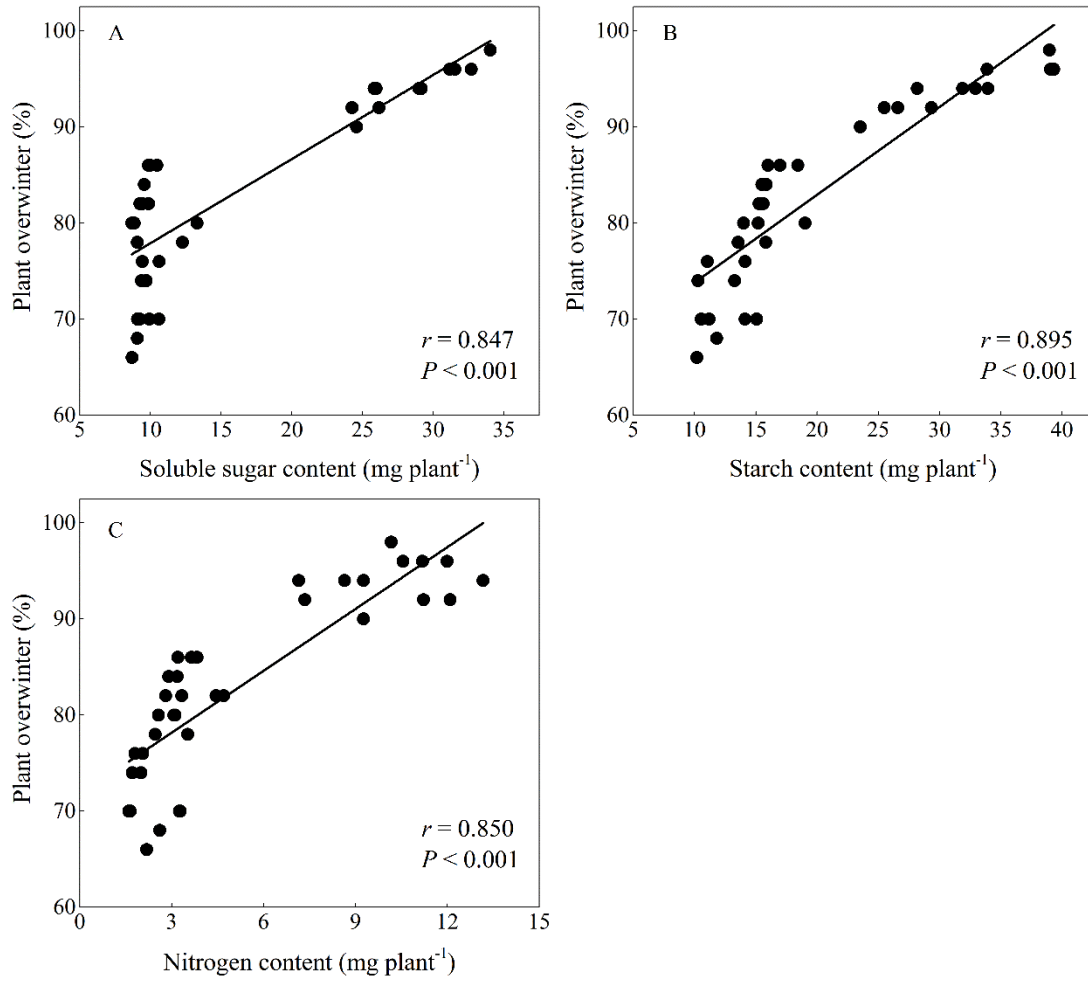 A
Plant overwinter (%)
100
90
80
70
60
r = 0.847
P < 0.001
5 10 15 20 25 30 35
Soluble sugar content (mg plant⁻¹)
B
Plant overwinter (%)
100
90
80
70
60
r = 0.895
P < 0.001
5 10 15 20 25 30 35 40
Starch content (mg plant⁻¹)
C
Plant overwinter (%)
100
90
80
70
60
r = 0.850
P < 0.001
0 3 6 9 12 15
Nitrogen content (mg plant⁻¹)